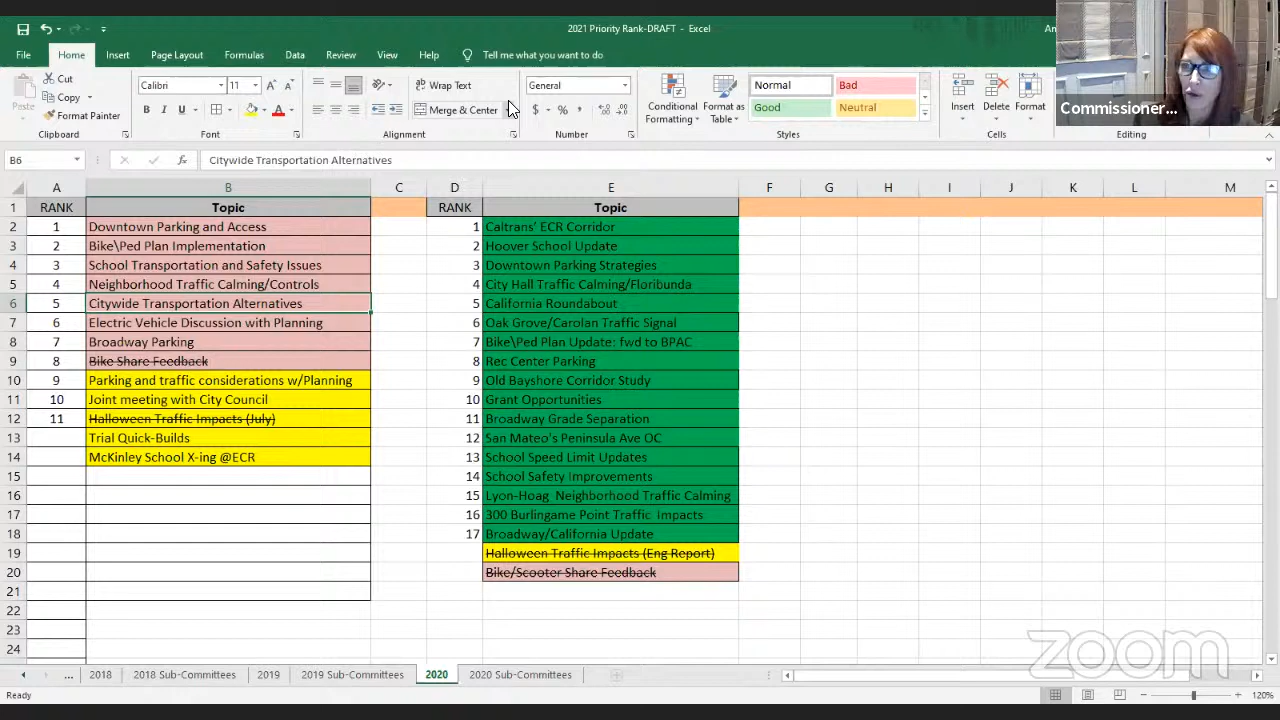 2021 Priority Rank-DRAFT - Excel
An
File Home Insert Page Layout Formulas Data Review View Help Tell me what you want to do
Cut
Copy
Format Painter
Paste
Clipboard
Calibri 11
B I U
Font
Wrap Text
Merge & Center
Alignment
General
$ % ,
Number
Conditional Formatting
Format as Table
Normal Bad
Good Neutral
Styles
Insert Delete Format
Cells
Editing
Commissioner...
B6 fx Citywide Transportation Alternatives
A B C D E F G H I J K L M
1 RANK Topic RANK Topic
2 1 Downtown Parking and Access 1 Caltrans' ECR Corridor
3 2 Bike\Ped Plan Implementation 2 Hoover School Update
4 3 School Transportation and Safety Issues 3 Downtown Parking Strategies
5 4 Neighborhood Traffic Calming/Controls 4 City Hall Traffic Calming/Floribunda
6 5 Citywide Transportation Alternatives 5 California Roundabout
7 6 Electric Vehicle Discussion with Planning 6 Oak Grove/Carolan Traffic Signal
8 7 Broadway Parking 7 Bike\Ped Plan Update: fwd to BPAC
9 8 Bike Share Feedback 8 Rec Center Parking
10 9 Parking and traffic considerations w/Planning 9 Old Bayshore Corridor Study
11 10 Joint meeting with City Council 10 Grant Opportunities
12 11 Halloween Traffic Impacts (July) 11 Broadway Grade Separation
13 Trial Quick-Builds 12 San Mateo's Peninsula Ave OC
14 McKinley School X-ing @ECR 13 School Speed Limit Updates
15 14 School Safety Improvements
16 15 Lyon-Hoag Neighborhood Traffic Calming
17 16 300 Burlingame Point Traffic Impacts
18 17 Broadway/California Update
19 Halloween Traffic Impacts (Eng Report)
20 Bike/Scooter Share Feedback
21
22
23
24
zoom
... 2018 2018 Sub-Committees 2019 2019 Sub-Committees 2020 2020 Sub-Committees
Ready 120%